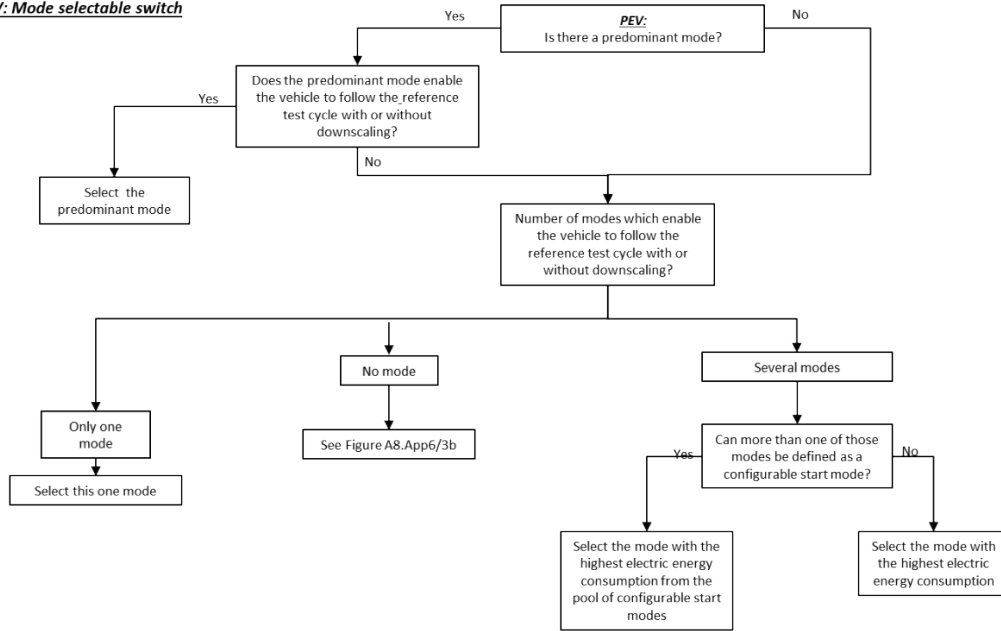 : Mode selectable switch
Yes
PEV:
Is there a predominant mode?
No
Does the predominant mode enable
the vehicle to follow the reference
test cycle with or without
downscaling?
Yes
No
Select the
predominant mode
Number of modes which enable
the vehicle to follow the
reference test cycle with or
without downscaling?
No mode
Several modes
Only one
mode
See Figure A8.App6/3b
Can more than one of those
modes be defined as a
configurable start mode?
Yes
No
Select this one mode
Select the mode with the
highest electric energy
consumption from the
pool of configurable start
modes
Select the mode with
the highest electric
energy consumption